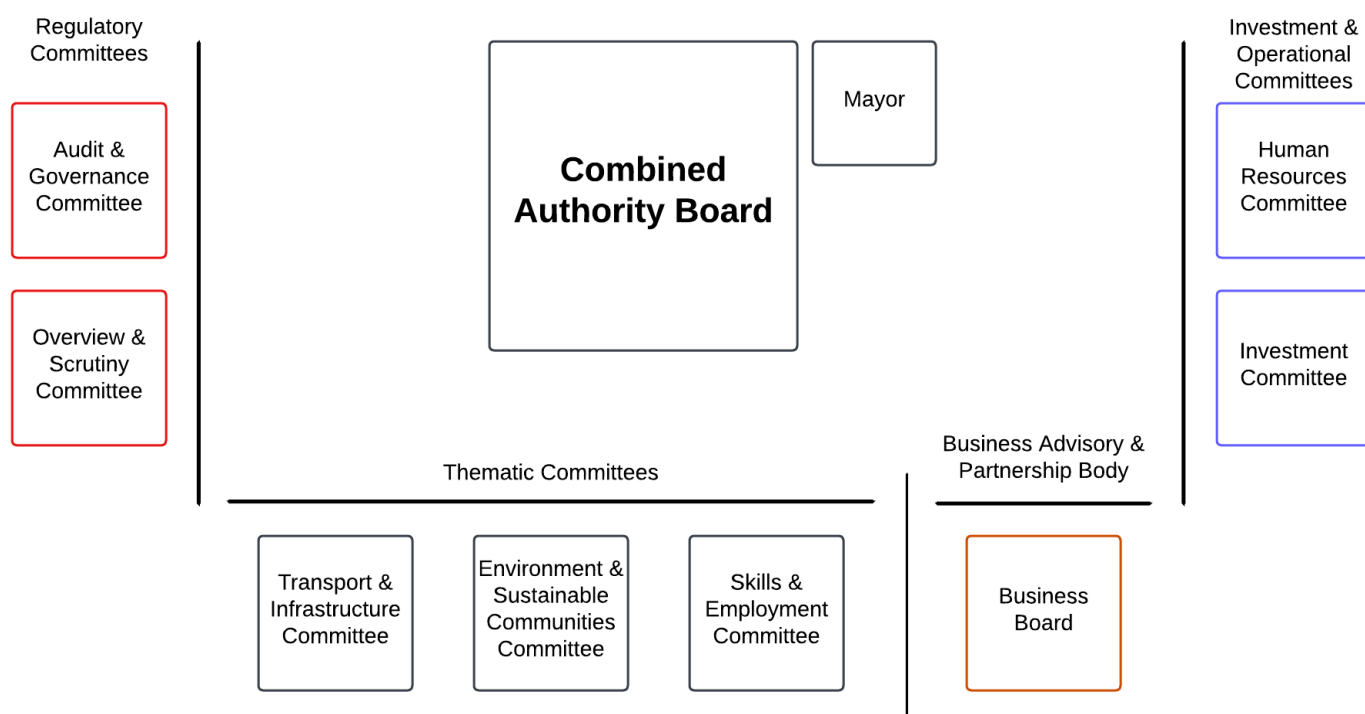 Regulatory
Committees
Audit &
Governance
Committee
Overview &
Scrutiny
Committee
Combined
Authority Board
Mayor
Investment &
Operational
Committees
Human
Resources
Committee
Investment
Committee
Thematic Committees
Transport &
Infrastructure
Committee
Environment &
Sustainable
Communities
Committee
Skills &
Employment
Committee
Business Advisory &
Partnership Body
Business
Board